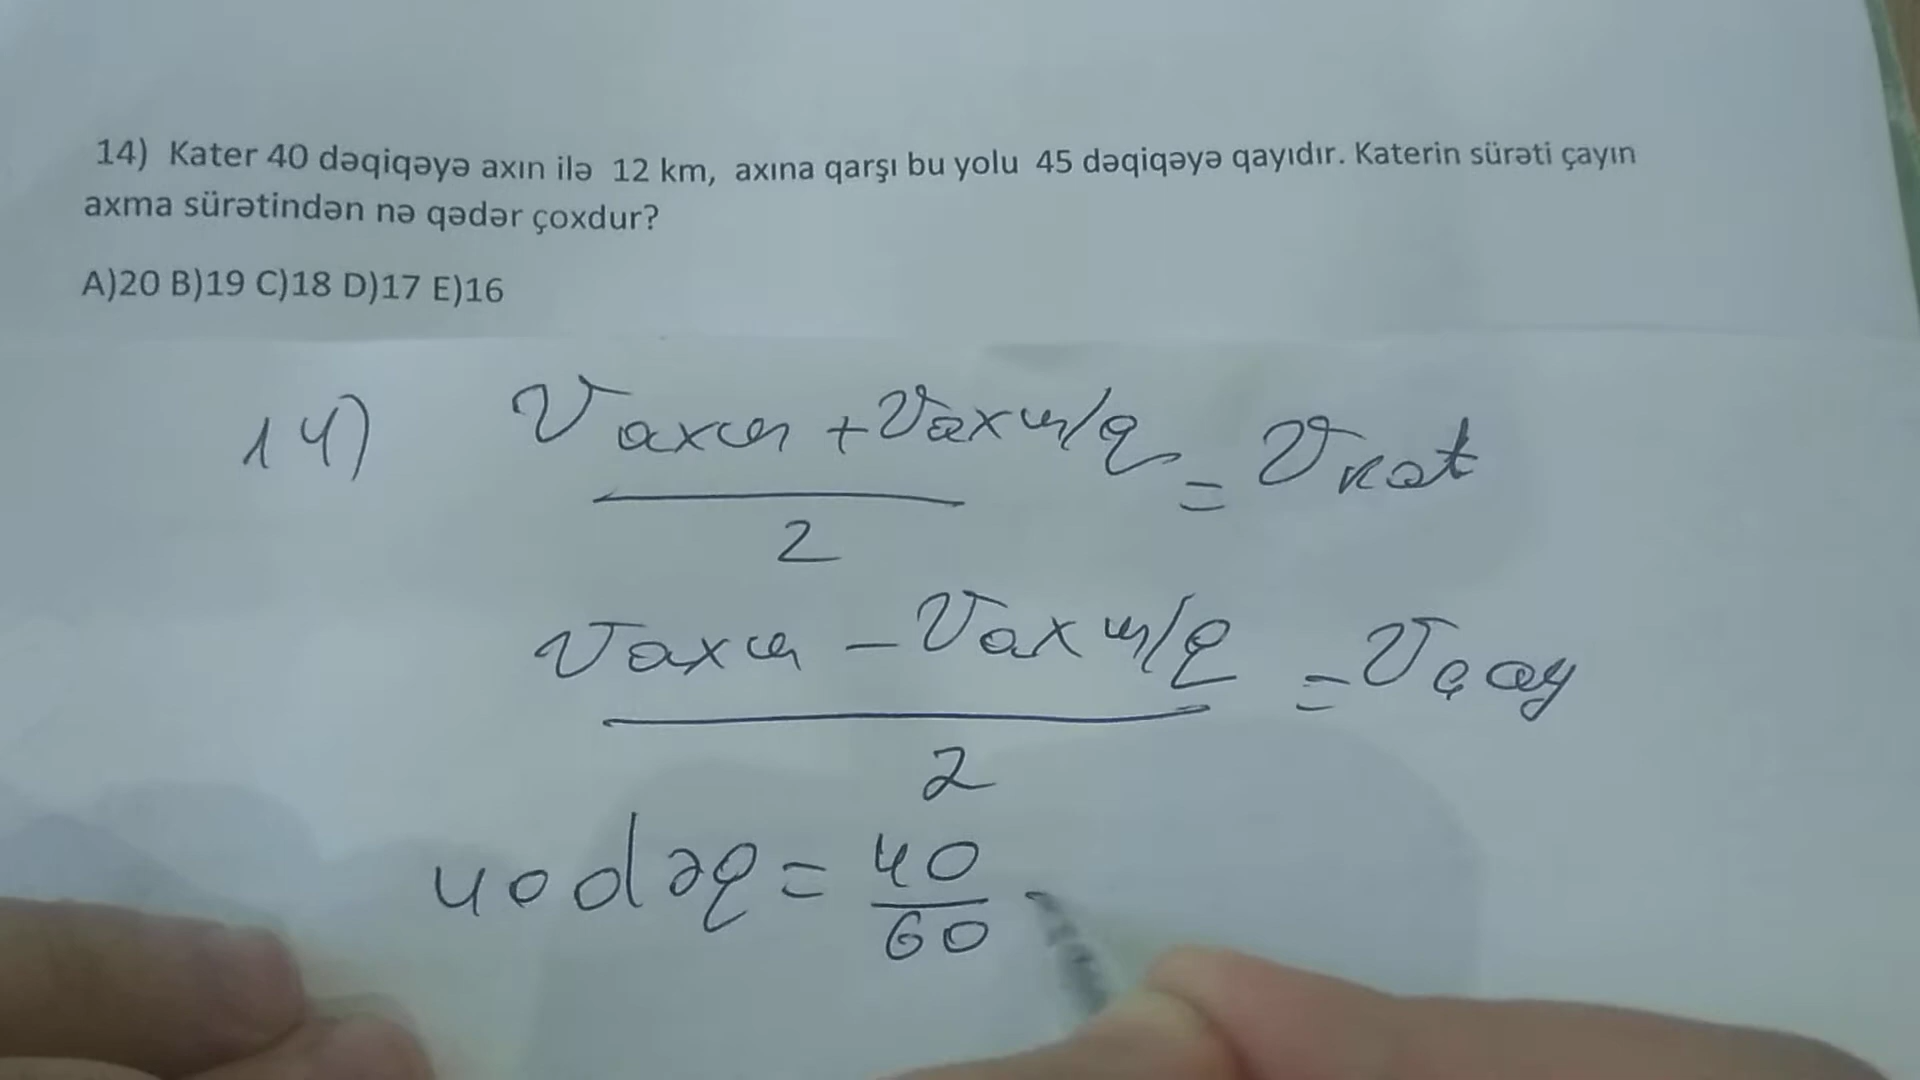 14) Kater 40 dəqiqəyə axın ilə 12 km, axına qarşı bu yolu 45 dəqiqəyə qayıdır. Katerin sürəti çayın
axma sürətindən nə qədər çoxdur?
A)20 B)19 C)18 D)17 E)16
14) Vaxın + Vaxın/q = Vkat
2
Vaxın - Vaxın/q = Vçay
2
40 dəq = 40
60